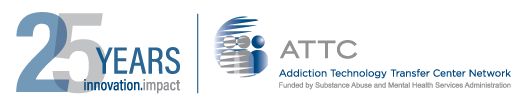 25 YEARS
innovation.impact
ATTC
Addiction Technology Transfer Center Network
Funded by Substance Abuse and Mental Health Services Administration